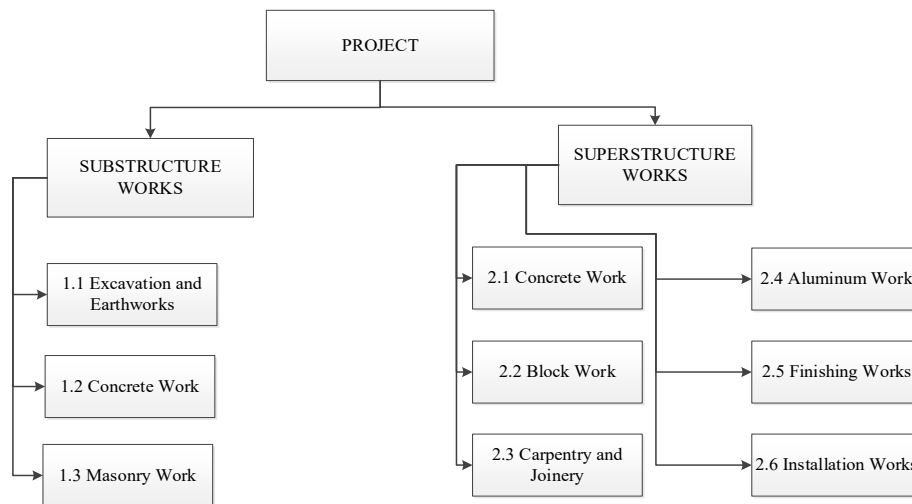 PROJECT
SUBSTRUCTURE
WORKS
SUPERSTRUCTURE
WORKS
1.1 Excavation and
Earthworks
1.2 Concrete Work
1.3 Masonry Work
2.1 Concrete Work
2.2 Block Work
2.3 Carpentry and
Joinery
2.4 Aluminum Work
2.5 Finishing Works
2.6 Installation Works